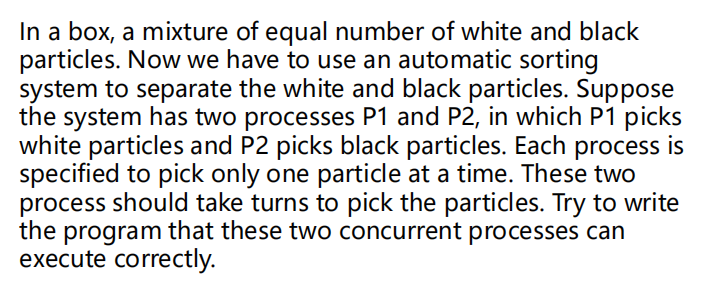 In a box, a mixture of equal number of white and black
particles. Now we have to use an automatic sorting
system to separate the white and black particles. Suppose
the system has two processes P1 and P2, in which P1 picks
white particles and P2 picks black particles. Each process is
specified to pick only one particle at a time. These two
process should take turns to pick the particles. Try to write
the program that these two concurrent processes can
execute correctly.